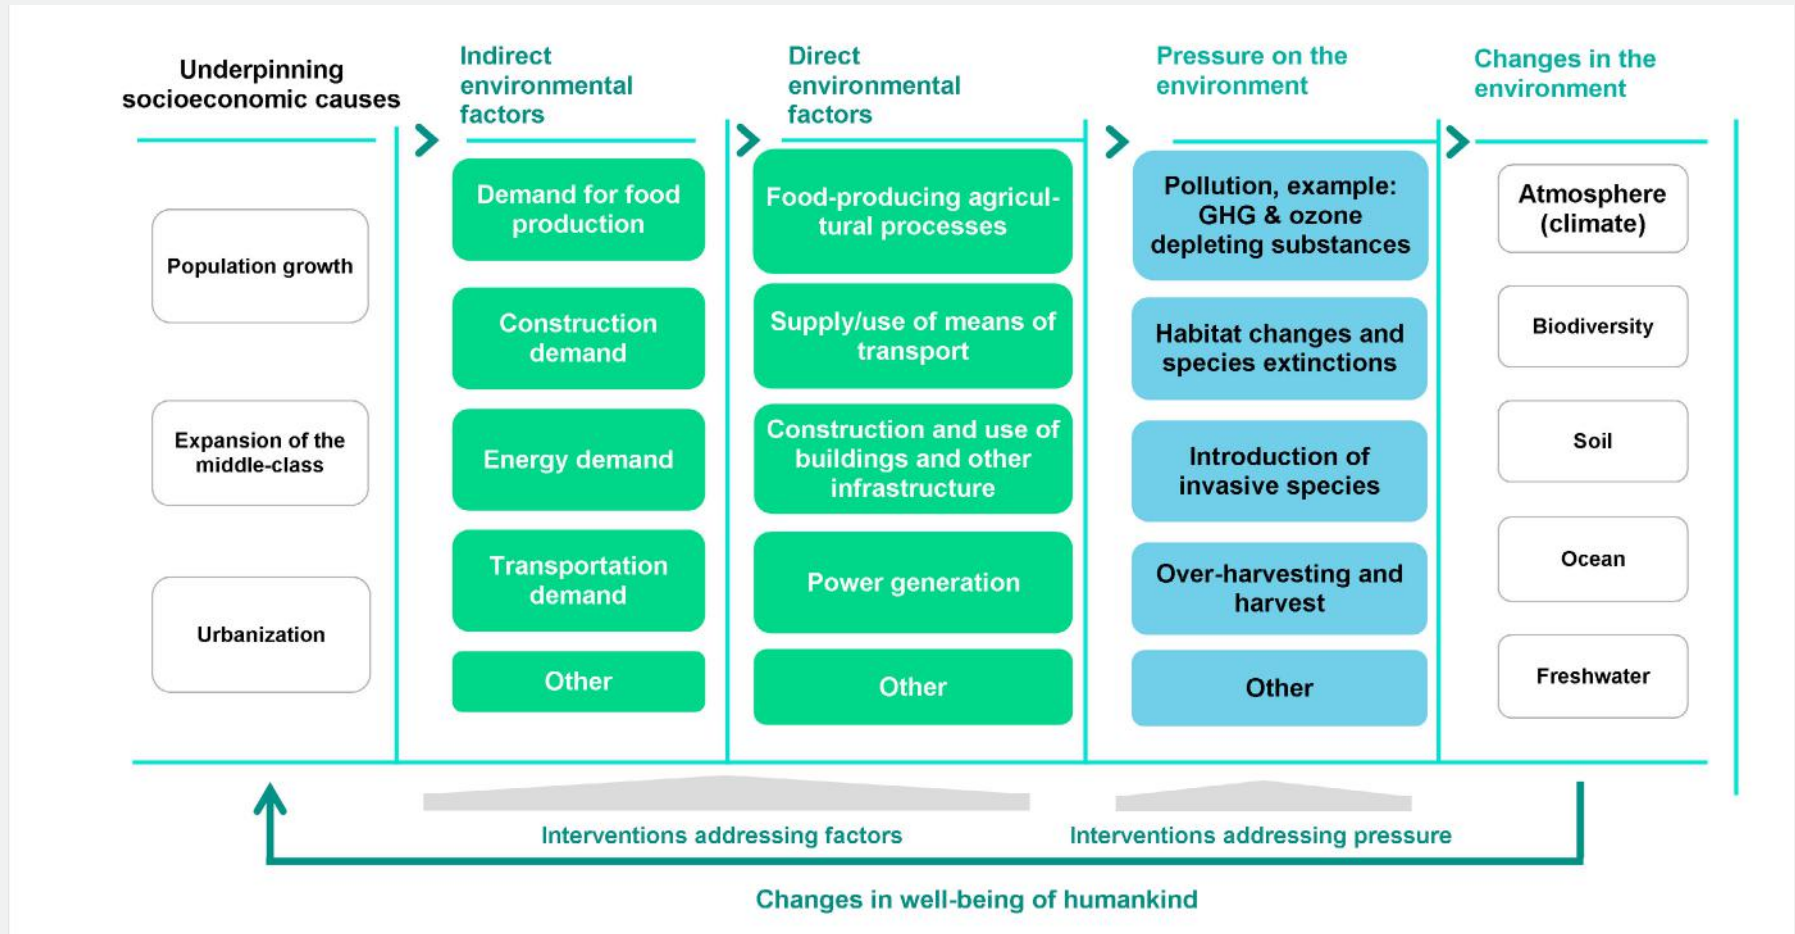 Underpinning
socioeconomic causes
Population growth
Expansion of the
middle-class
Urbanization
Indirect
environmental
factors
Demand for food
production
Construction
demand
Energy demand
Transportation
demand
Other
Direct
environmental
factors
Food-producing agricul-
tural processes
Supply/use of means of
transport
Construction and use of
buildings and other
infrastructure
Power generation
Other
Pressure on the
environment
Pollution, example:
GHG & ozone
depleting substances
Habitat changes and
species extinctions
Introduction of
invasive species
Over-harvesting and
harvest
Other
Changes in the
environment
Atmosphere
(climate)
Biodiversity
Soil
Ocean
Freshwater
Interventions addressing factors
Interventions addressing pressure
Changes in well-being of humankind